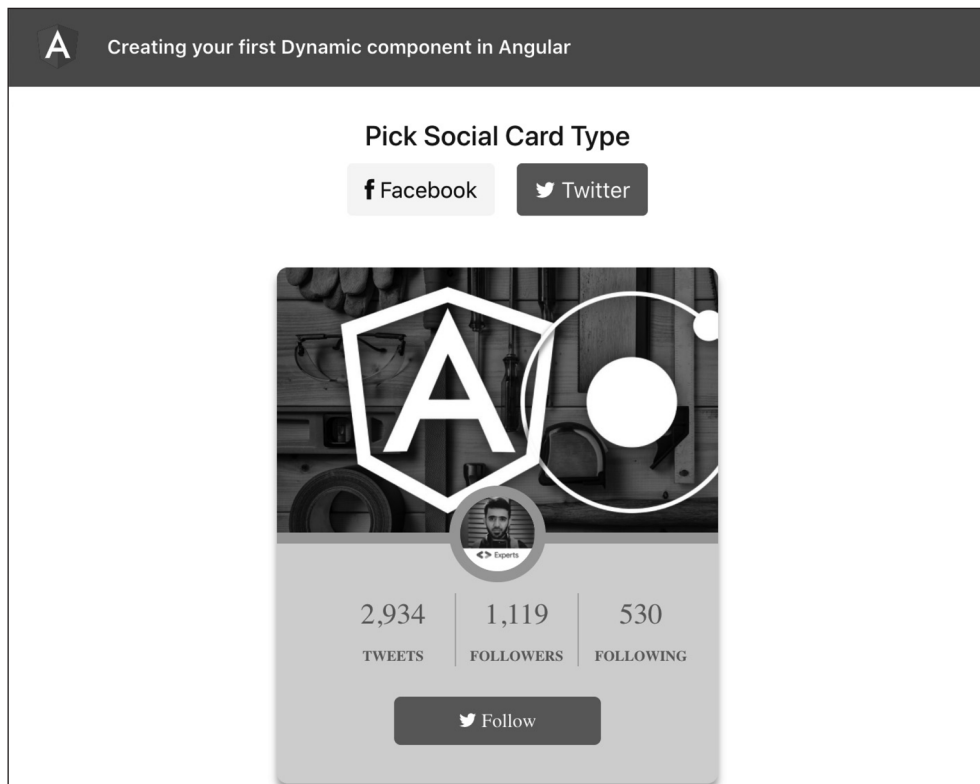 A
Creating your first Dynamic component in Angular
Pick Social Card Type
f Facebook
Twitter
A
<> Experts
2,934 1,119 530
TWEETS FOLLOWERS FOLLOWING
Follow